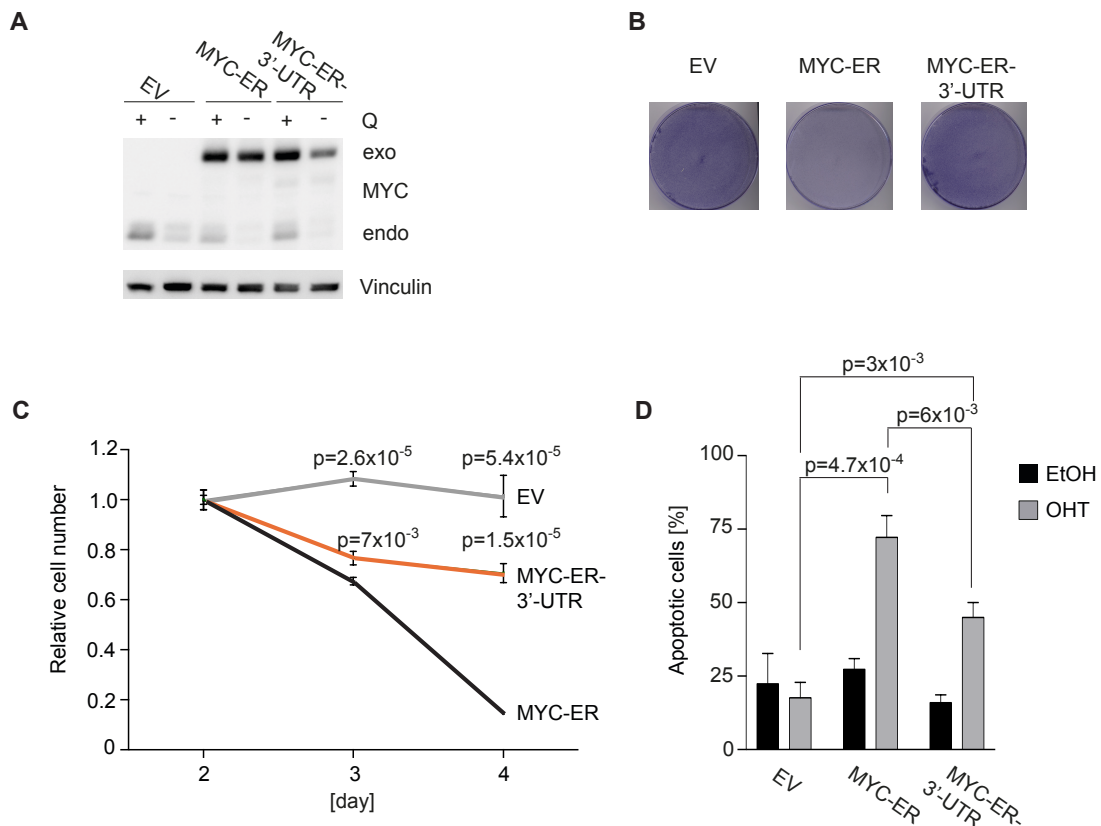 A
EV
MYC-ER
MYC-ER-
3'-UTR
+ - + - + - Q
exo
MYC
endo
Vinculin
B
EV
MYC-ER
MYC-ER-
3'-UTR
C
Relative cell number
1.2
1.0
0.8
0.6
0.4
0.2
0
2 3 4
[day]
p=2.6x10⁻⁵ p=5.4x10⁻⁵
EV
p=7x10⁻³ p=1.5x10⁻⁵
MYC-ER-
3'-UTR
MYC-ER
D
p=3x10⁻³
p=6x10⁻³
p=4.7x10⁻⁴
EtOH
OHT
Apoptotic cells [%]
100
75
50
25
0
EV
MYC-ER
MYC-ER-
3'-UTR